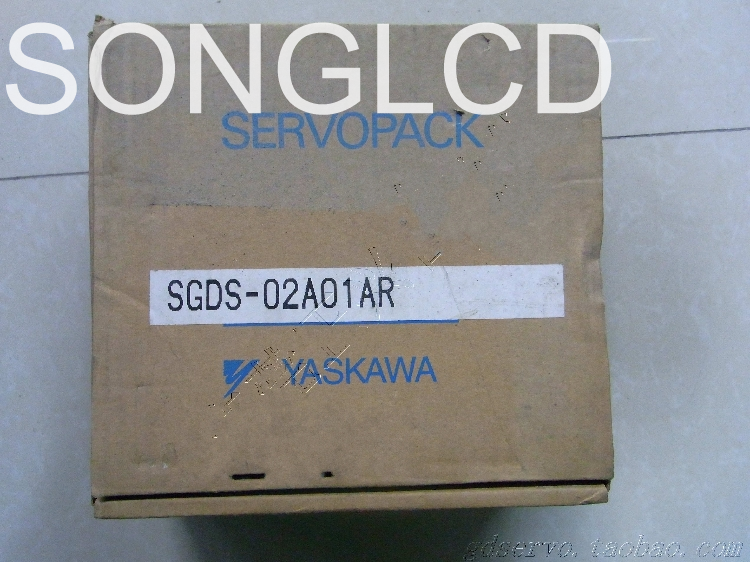 SONGLCD
SERVOPACK
SGDS-02A01AR
YASKAWA
gdservo.taobao.com